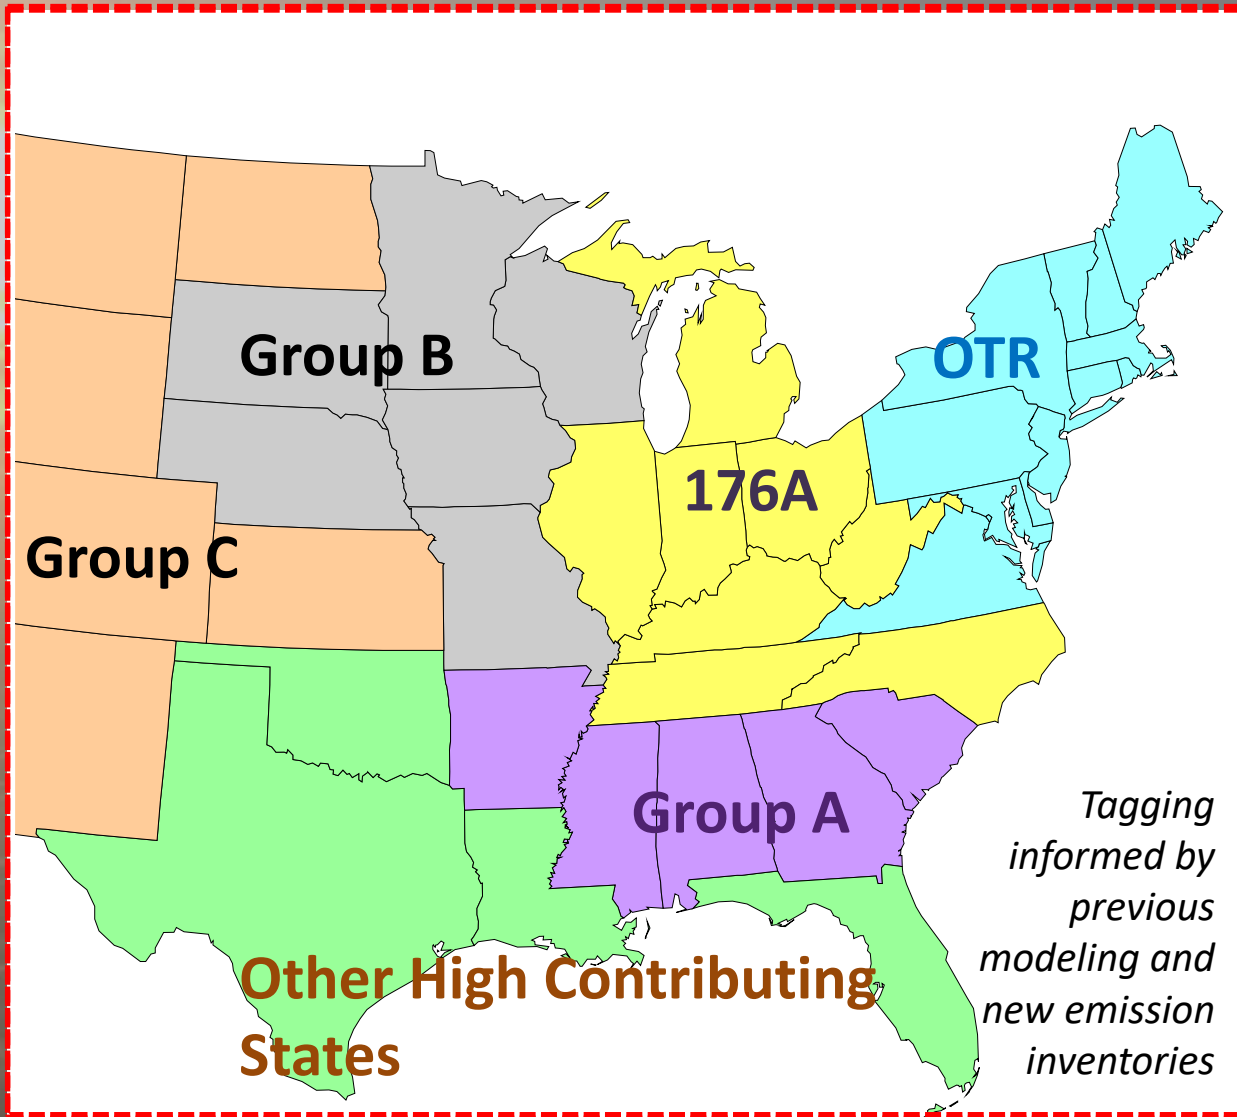 Group B
OTR
176A
Group C
Group A
Other High Contributing
States
Tagging
informed by
previous
modeling and
new emission
inventories